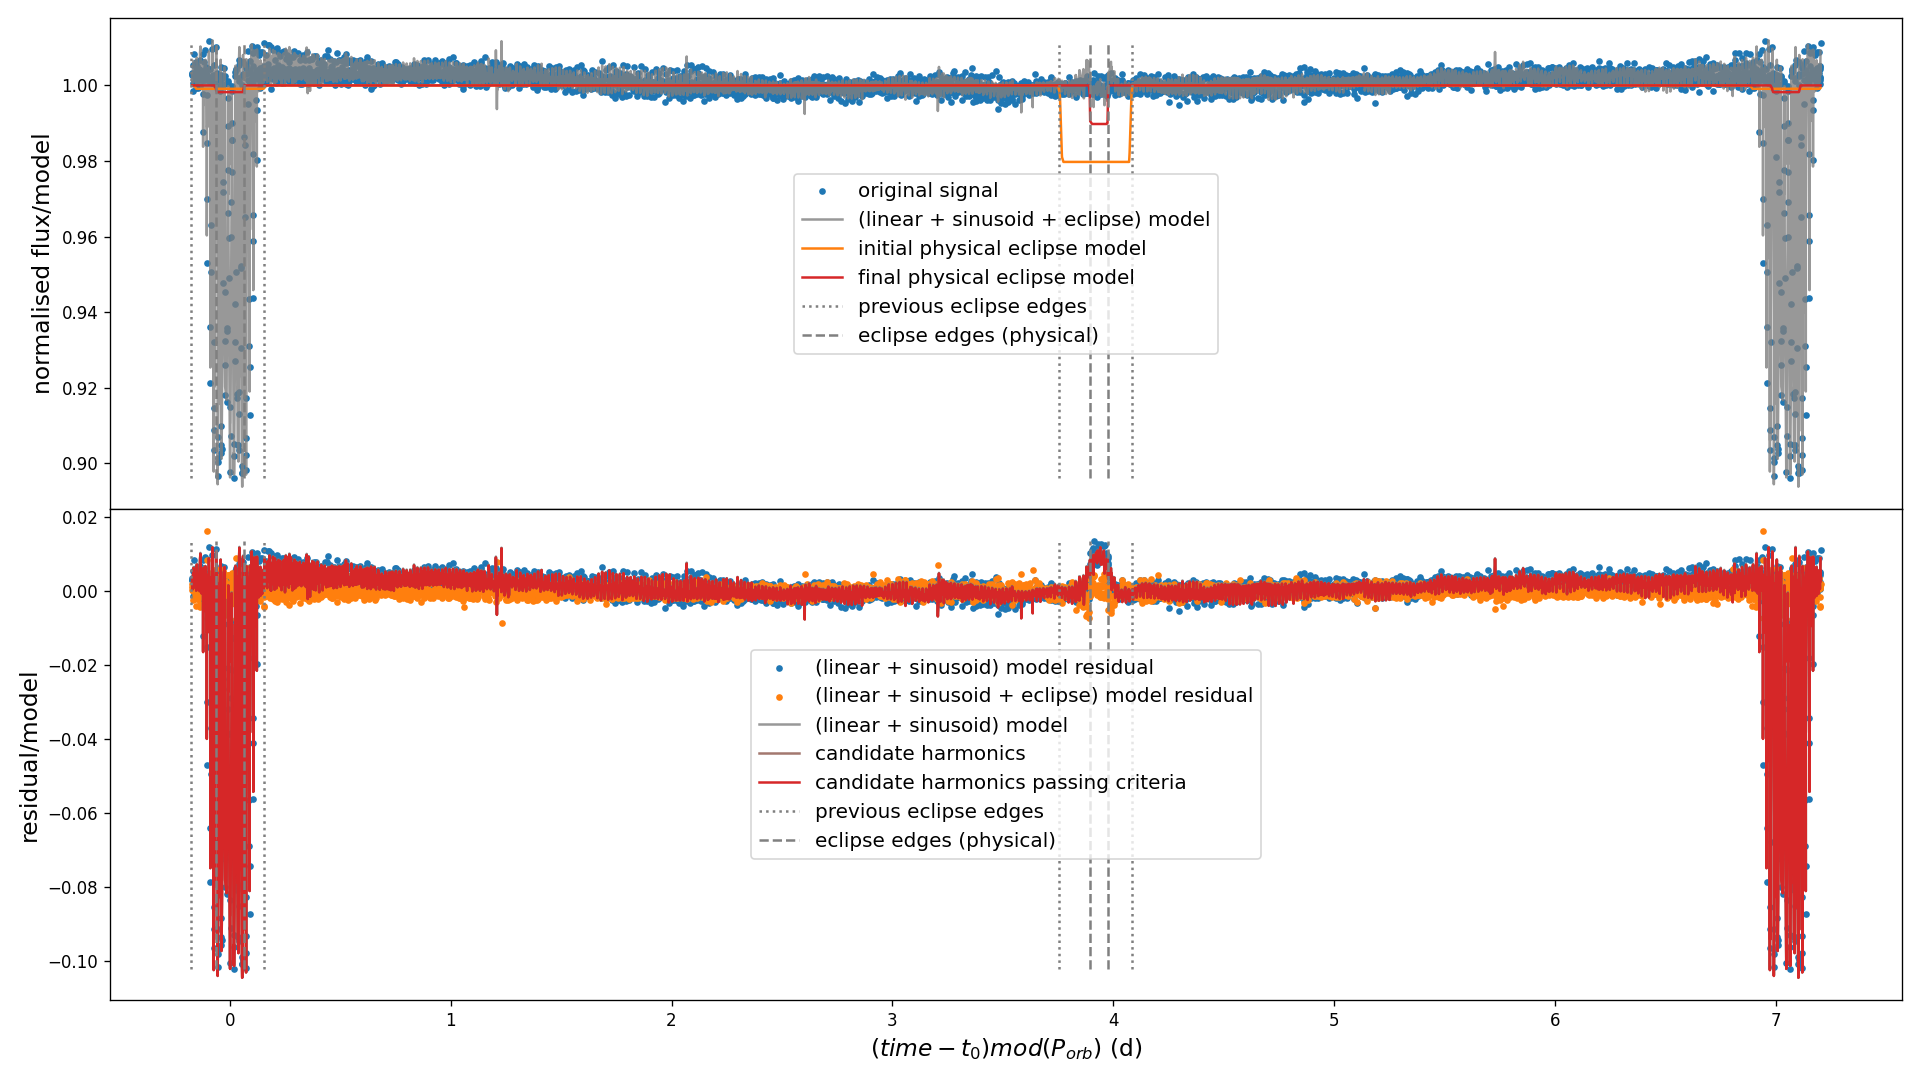 normalised flux/model
1.00
0.98
0.96
0.94
0.92
0.90
original signal
(linear + sinusoid + eclipse) model
initial physical eclipse model
final physical eclipse model
previous eclipse edges
eclipse edges (physical)
residual/model
0.02
0.00
−0.02
−0.04
−0.06
−0.08
−0.10
(linear + sinusoid) model residual
(linear + sinusoid + eclipse) model residual
(linear + sinusoid) model
candidate harmonics
candidate harmonics passing criteria
previous eclipse edges
eclipse edges (physical)
0 1 2 3 4 5 6 7
(time − t₀)mod(Pₒᵣb) (d)